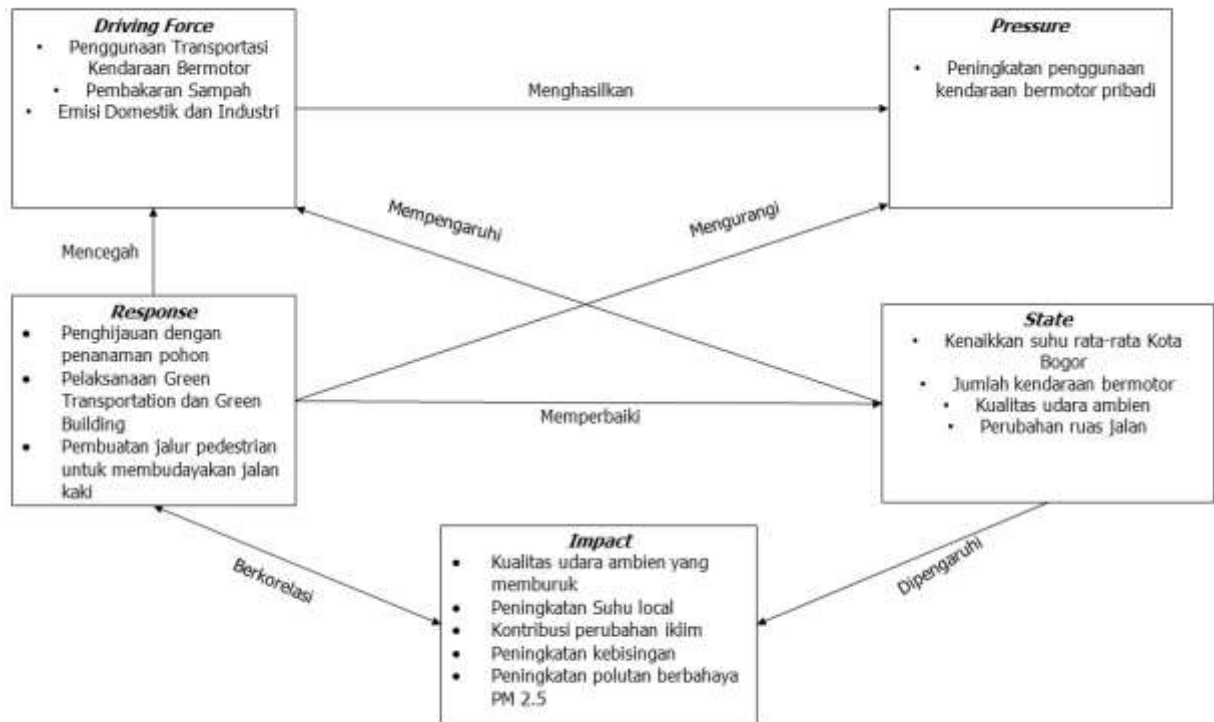 Driving Force
• Penggunaan Transportasi
Kendaraan Bermotor
• Pembakaran Sampah
• Emisi Domestik dan Industri
Menghasilkan
Pressure
• Peningkatan penggunaan
kendaraan bermotor pribadi
Mempengaruhi
Mengurangi
Mencegah
Response
• Penghijauan dengan
penanaman pohon
• Pelaksanaan Green
Transportation dan Green
Building
• Pembuatan jalur pedestrian
untuk membudayakan jalan
kaki
Memperbaiki
State
• Kenaikkan suhu rata-rata Kota
Bogor
• Jumlah kendaraan bermotor
• Kualitas udara ambien
• Perubahan ruas jalan
Berkorelasi
Impact
• Kualitas udara ambien yang
memburuk
• Peningkatan Suhu local
• Kontribusi perubahan iklim
• Peningkatan kebisingan
• Peningkatan polutan berbahaya
PM 2.5
Dipengaruhi